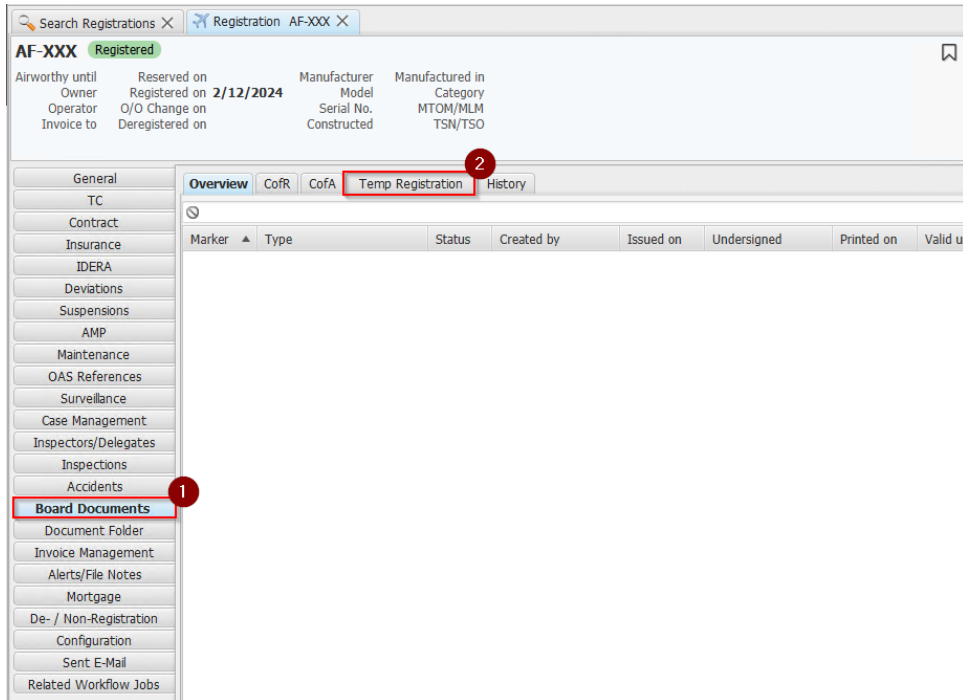 Search Registrations
Registration AF-XXX
AF-XXX Registered
Airworthy until Reserved on Manufacturer Manufactured in
Owner Registered on 2/12/2024 Model Category
Operator O/O Change on Serial No. MTOM/MLM
Invoice to Deregistered on Constructed TSN/TSO
2
General
TC
Contract
Insurance
IDERA
Deviations
Suspensions
AMP
Maintenance
OAS References
Surveillance
Case Management
Inspectors/Delegates
Inspections
Accidents
1
Board Documents
Document Folder
Invoice Management
Alerts/File Notes
Mortgage
De- / Non-Registration
Configuration
Sent E-Mail
Related Workflow Jobs
Overview CofR CofA Temp Registration History
Marker Type Status Created by Issued on Undersigned Printed on Valid u